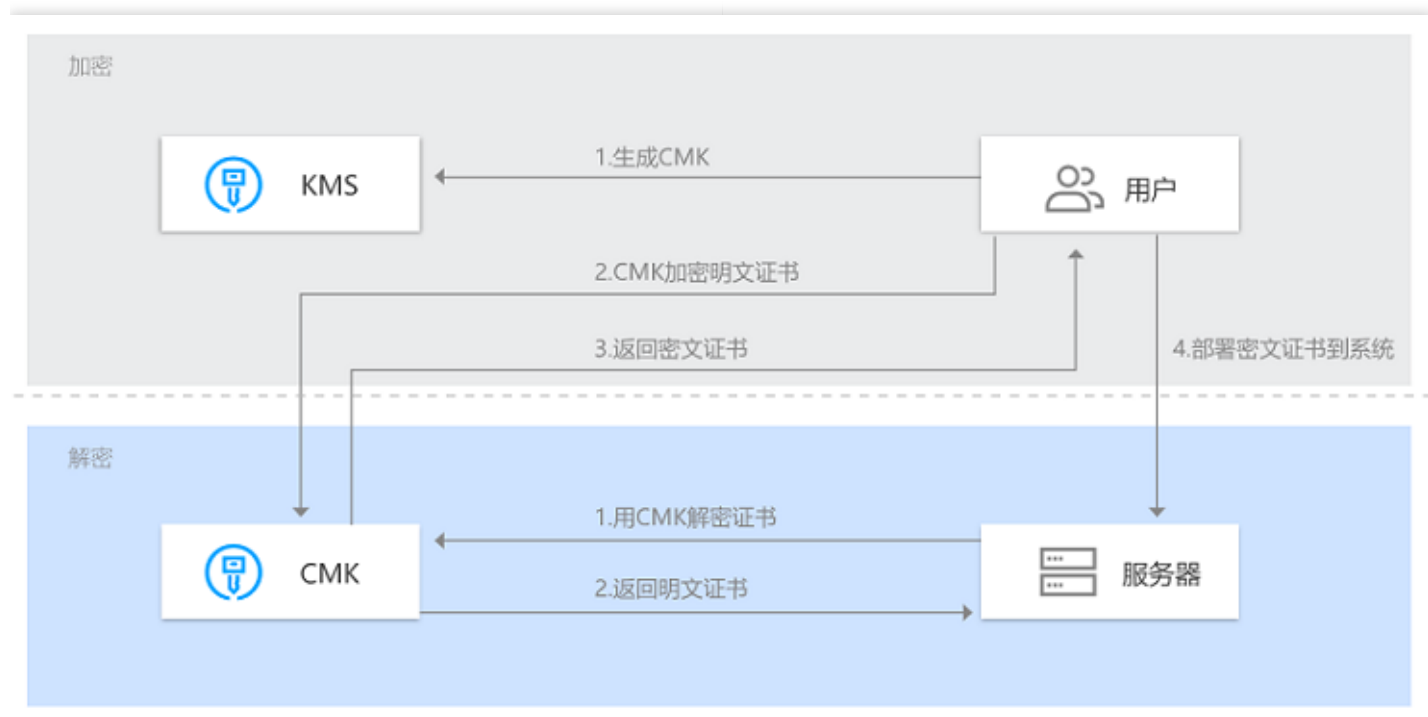 加密
1.生成CMK
KMS
用户
2.CMK加密明文证书
3.返回密文证书
4.部署密文证书到系统
解密
1.用CMK解密证书
CMK
服务器
2.返回明文证书